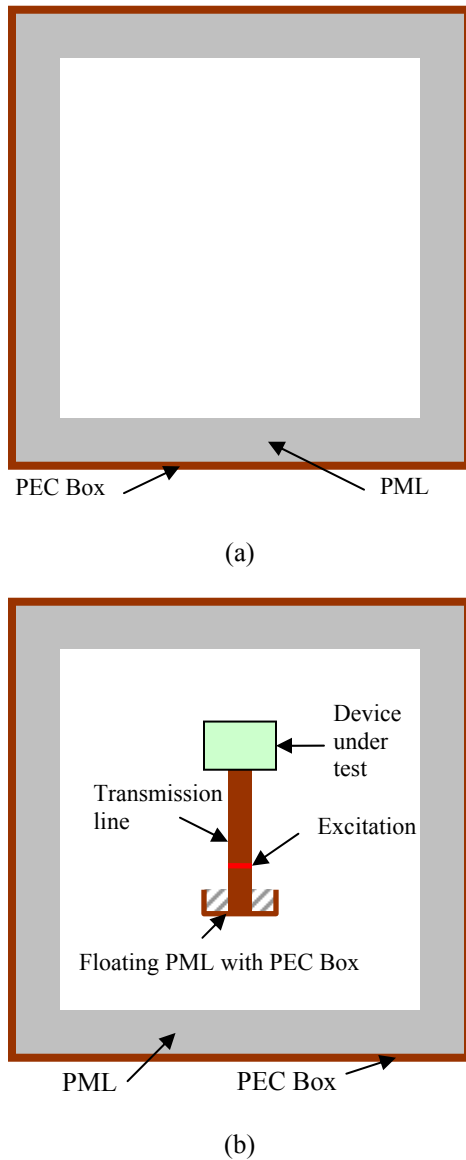 PEC Box
PML
(a)
Device
under
test
Transmission
line
Excitation
Floating PML with PEC Box
PML
PEC Box
(b)